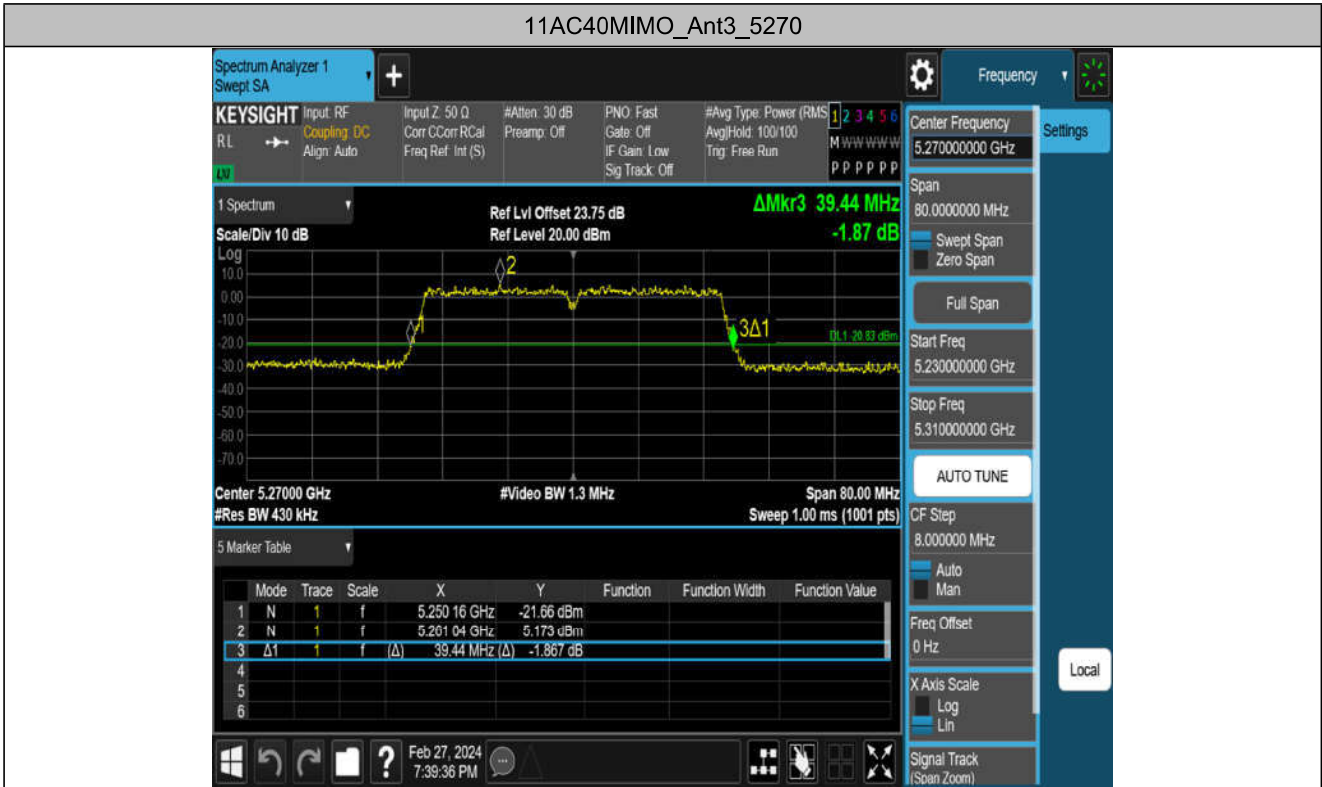 11AC40MIMO_Ant3_5270
Spectrum Analyzer 1
Swept SA
+
Frequency
KEYSIGHT
RL
LXI
Input: RF
Coupling: DC
Align: Auto
Input Z: 50 Ω
Corr CCorr RCal
Freq Ref: Int (S)
#Atten: 30 dB
Preamp: Off
PNO: Fast
Gate: Off
IF Gain: Low
Sig Track: Off
#Avg Type: Power (RMS
Avg|Hold: 100/100
Trig: Free Run
1 2 3 4 5 6
M W W W W W
P P P P P P
Center Frequency
5.270000000 GHz
Settings
1 Spectrum
Scale/Div 10 dB
Ref Lvl Offset 23.75 dB
Ref Level 20.00 dBm
ΔMkr3 39.44 MHz
-1.87 dB
Log
10.0
0.00
-10.0
-20.0
-30.0
-40.0
-50.0
-60.0
-70.0
2
1
3Δ1
DL1 -20.83 dBm
Center 5.27000 GHz
#Video BW 1.3 MHz
Span 80.00 MHz
#Res BW 430 kHz
Sweep 1.00 ms (1001 pts)
Span
80.0000000 MHz
Swept Span
Zero Span
Full Span
Start Freq
5.230000000 GHz
Stop Freq
5.310000000 GHz
AUTO TUNE
CF Step
8.000000 MHz
Auto
Man
Freq Offset
0 Hz
X Axis Scale
Log
Lin
Signal Track
(Span Zoom)
Local
5 Marker Table
Mode Trace Scale X Y Function Function Width Function Value
1 N 1 f 5.250 16 GHz -21.66 dBm
2 N 1 f 5.261 04 GHz 5.173 dBm
3 Δ1 1 f (Δ) 39.44 MHz (Δ) -1.867 dB
4
5
6
?
Feb 27, 2024
7:39:36 PM